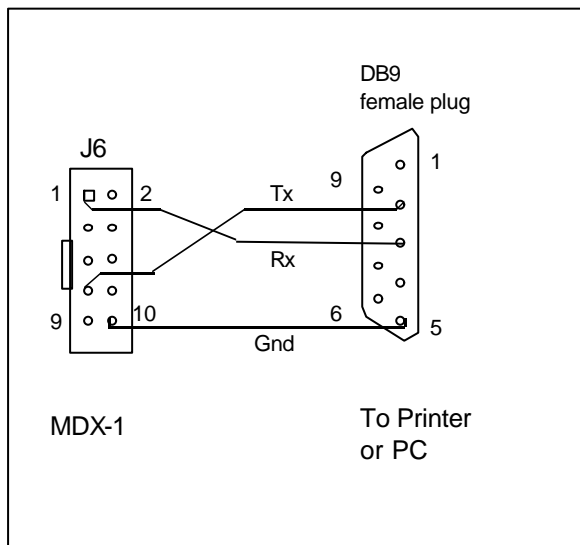 DB9
female plug
J6
1
1
2
Tx
9
Rx
9
10
6
5
Gnd
MDX-1
To Printer
or PC